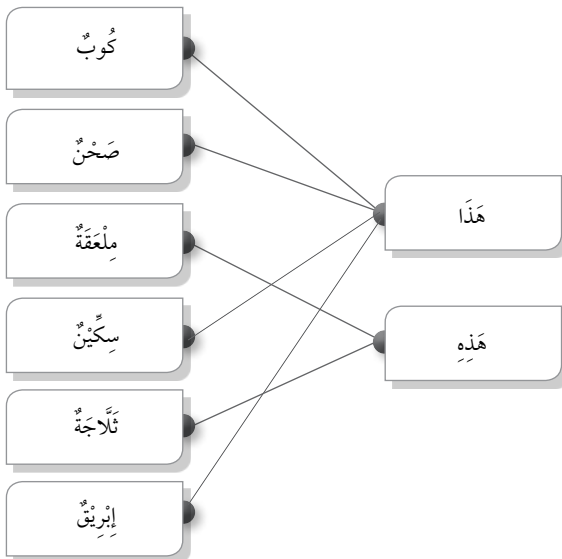 كُوبٌ
صَحْنٌ
هَذَا
مِلْعَقَةٌ
سِكِّيْنٌ
هَذِهِ
ثَلَّاجَةٌ
إِبْرِيْقٌ